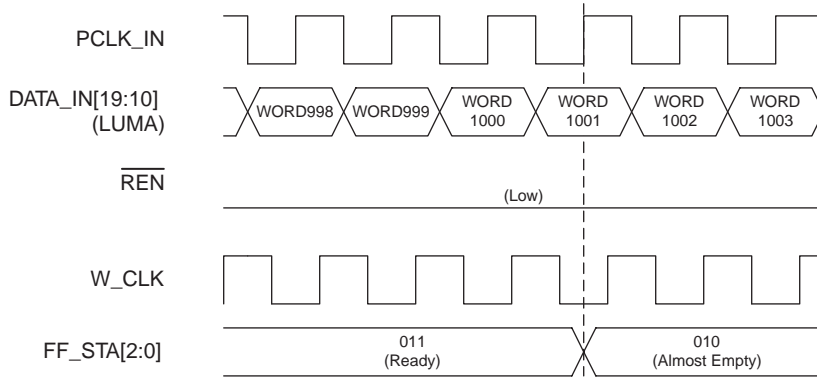 PCLK_IN
DATA_IN[19:10]
(LUMA)
WORD998 WORD999 WORD 1000 WORD 1001 WORD 1002 WORD 1003
REN
(Low)
W_CLK
FF_STA[2:0]
011
(Ready)
010
(Almost Empty)